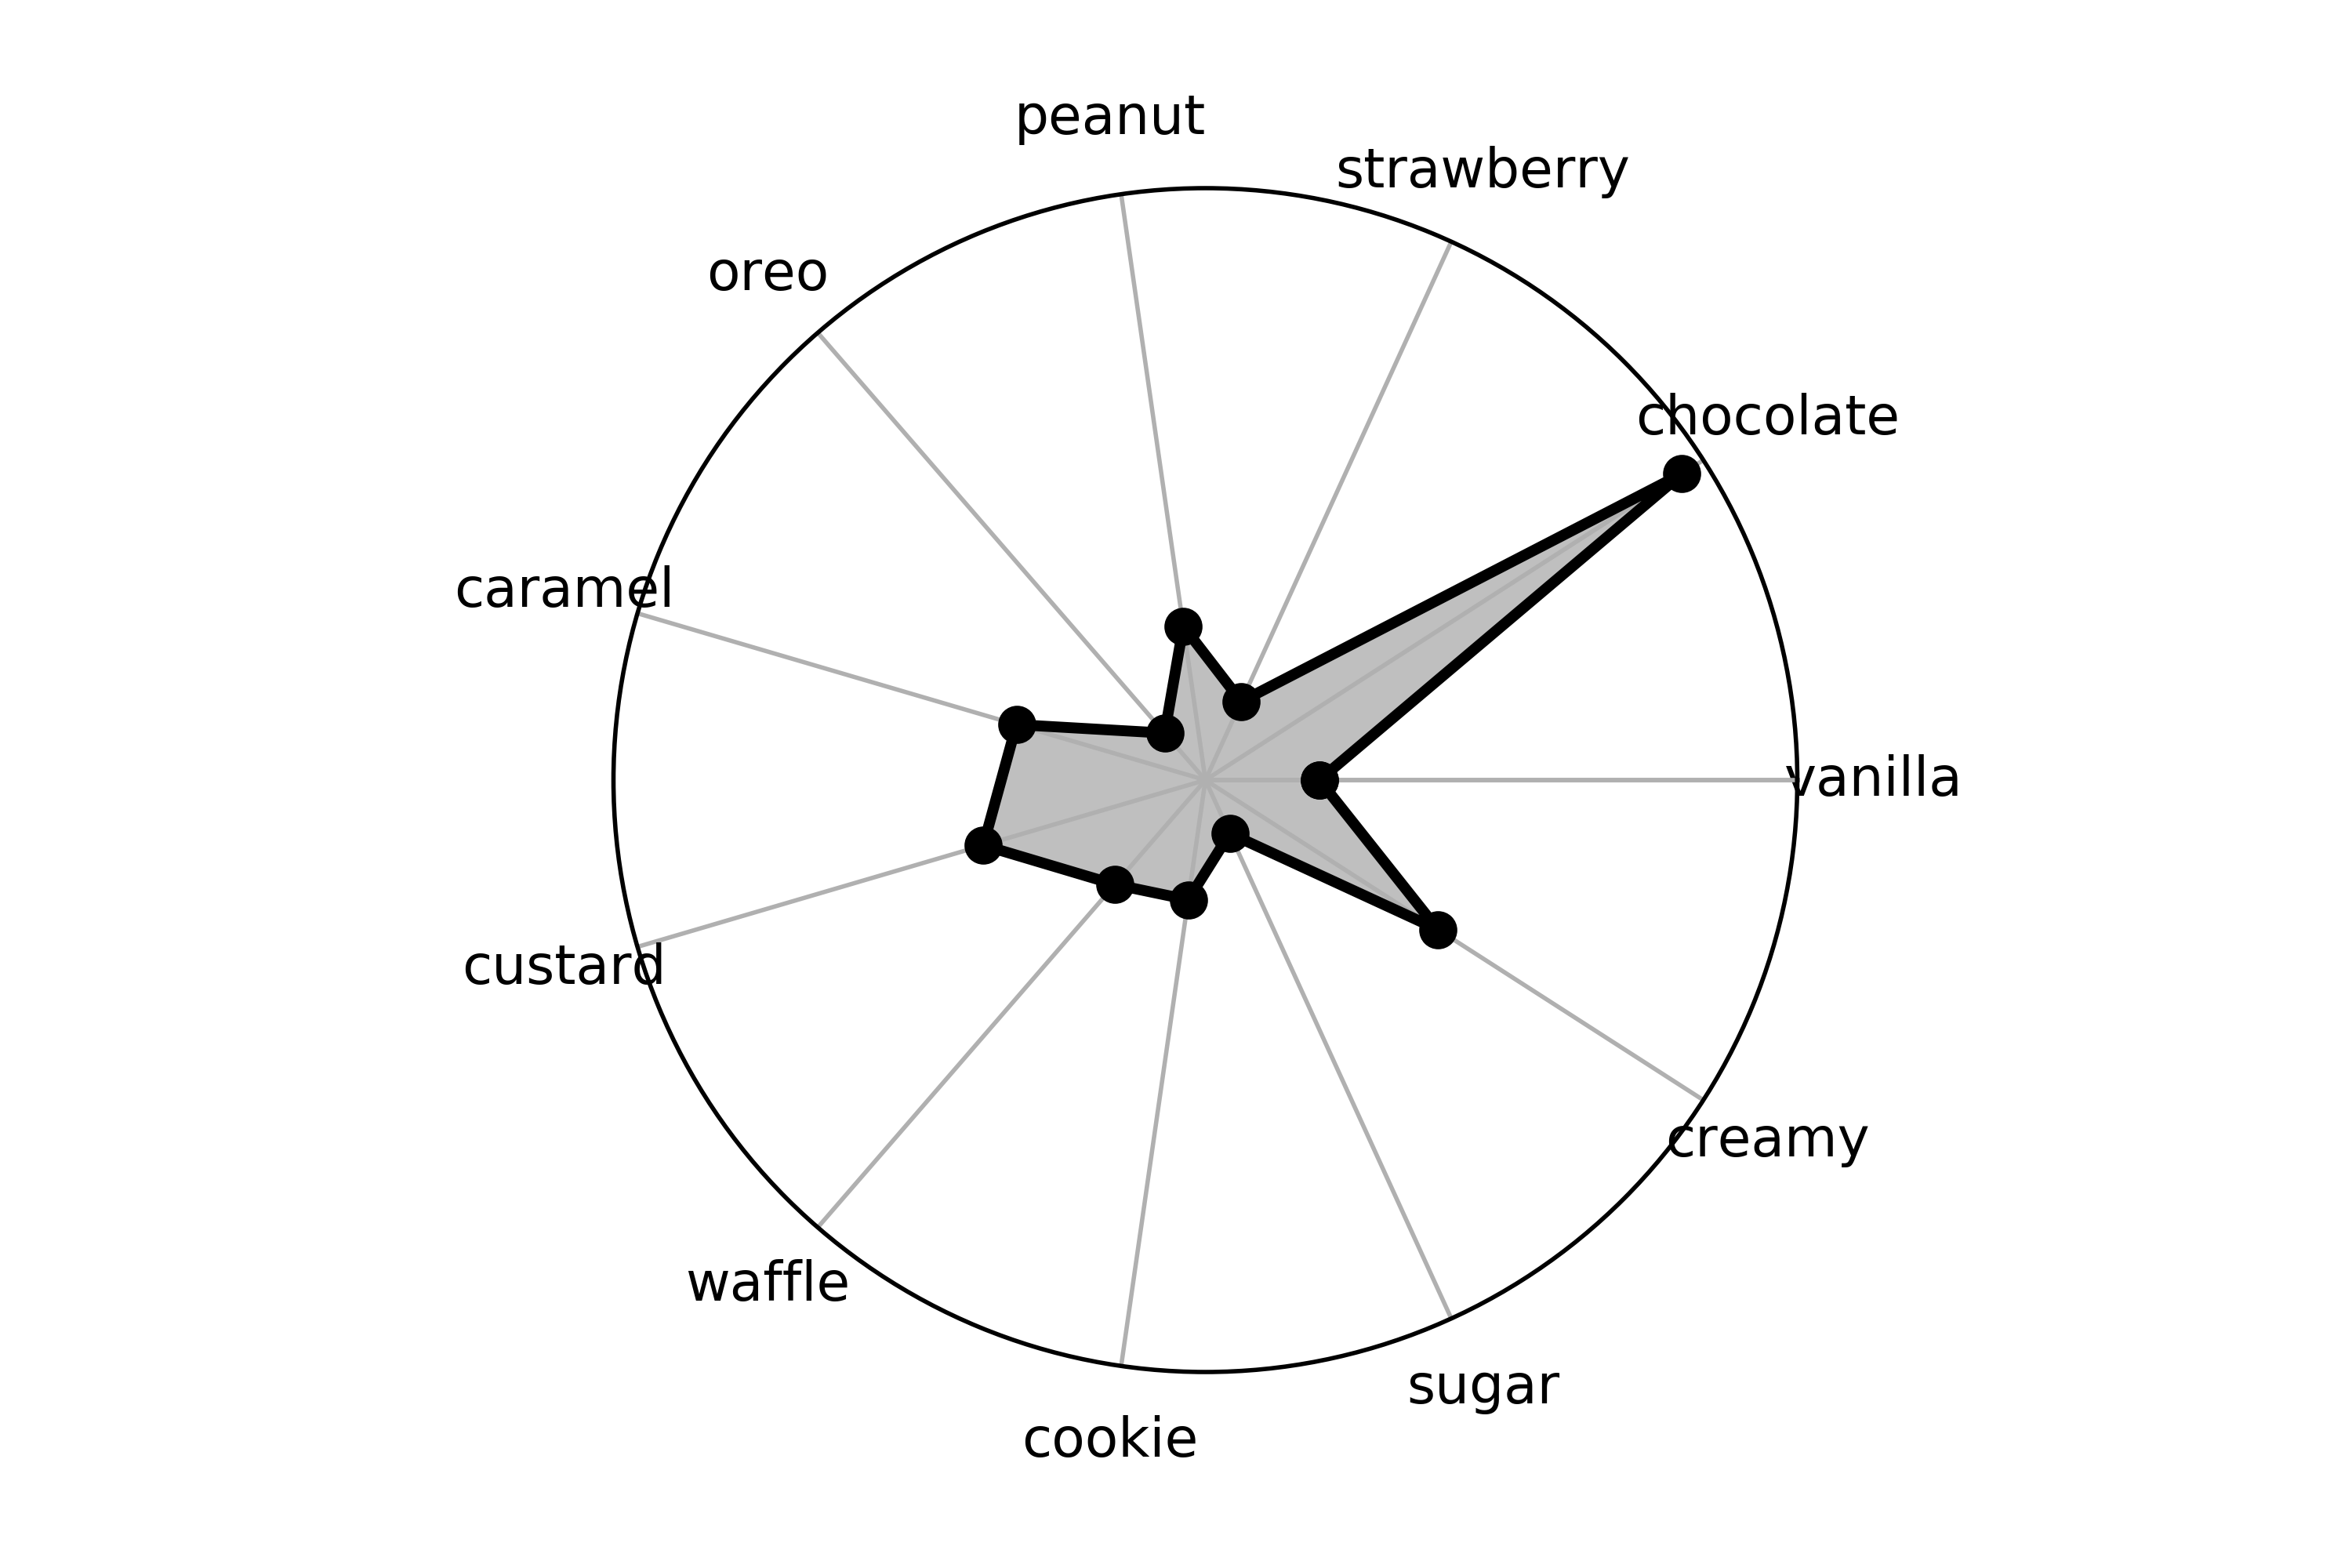 peanut
strawberry
oreo
chocolate
caramel
vanilla
custard
creamy
waffle
sugar
cookie